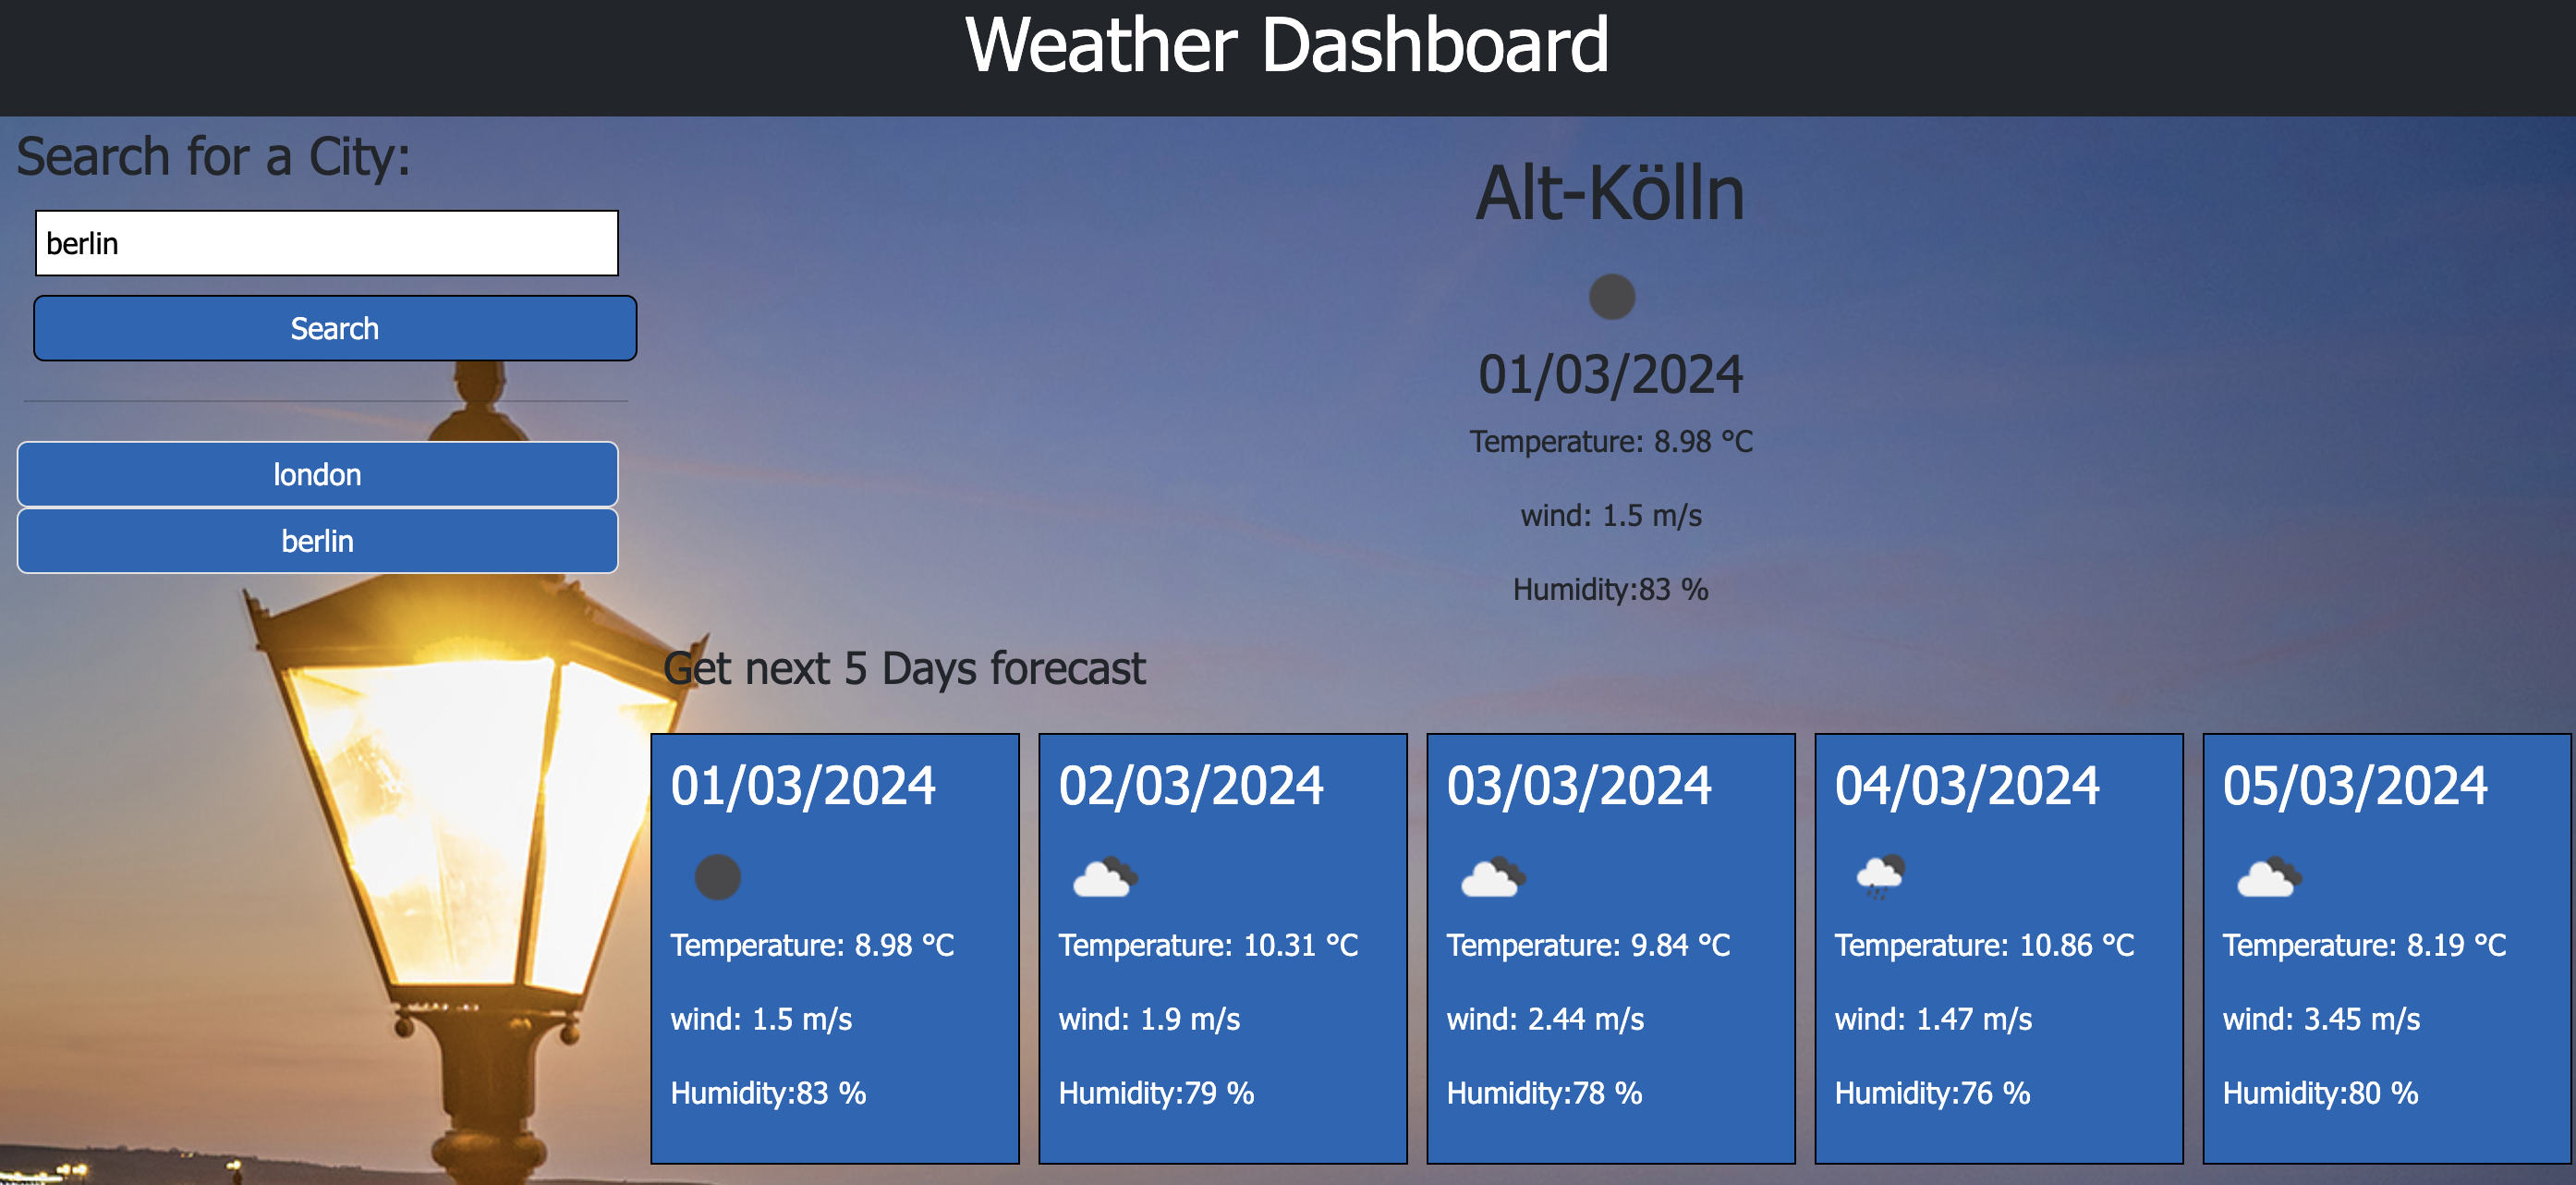 Weather Dashboard
Search for a City:
berlin
Search
london
berlin
Alt-Kölln
01/03/2024
Temperature: 8.98 °C
wind: 1.5 m/s
Humidity:83 %
Get next 5 Days forecast
01/03/2024
Temperature: 8.98 °C
wind: 1.5 m/s
Humidity:83 %
02/03/2024
Temperature: 10.31 °C
wind: 1.9 m/s
Humidity:79 %
03/03/2024
Temperature: 9.84 °C
wind: 2.44 m/s
Humidity:78 %
04/03/2024
Temperature: 10.86 °C
wind: 1.47 m/s
Humidity:76 %
05/03/2024
Temperature: 8.19 °C
wind: 3.45 m/s
Humidity:80 %